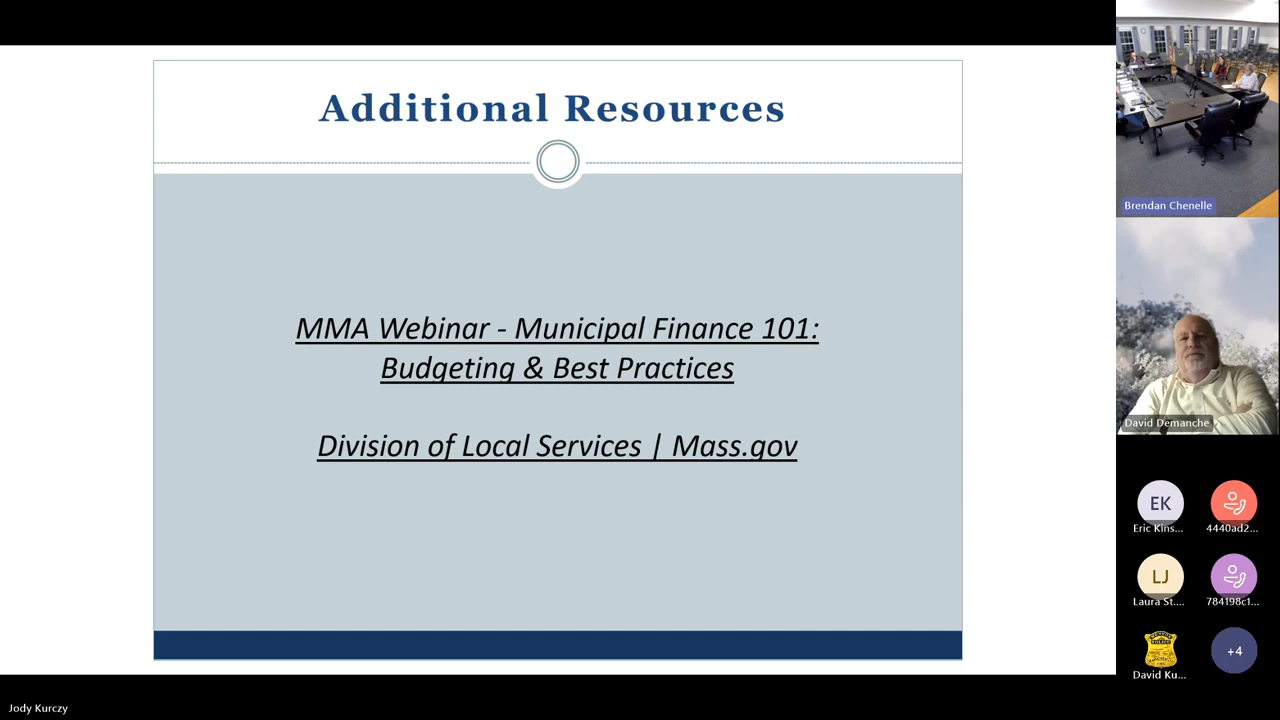 Additional Resources
MMA Webinar - Municipal Finance 101:
Budgeting & Best Practices
Division of Local Services | Mass.gov
Brendan Chenelle
David Demanche
EK
Eric Kins...
4440ad2...
LJ
Laura St....
784198c1...
David Ku...
+4
Jody Kurczy